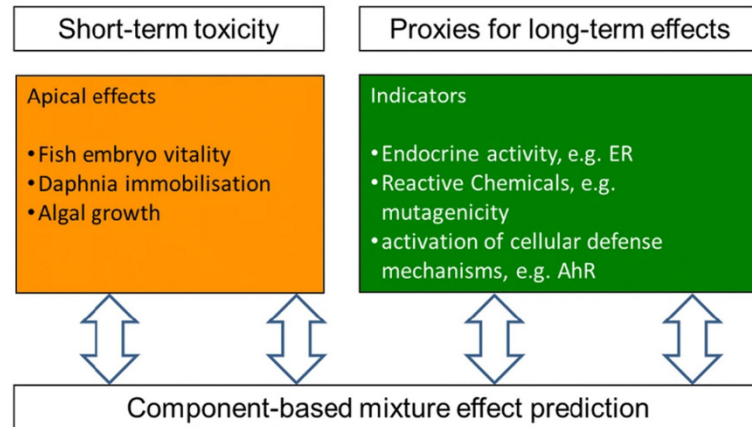 Short-term toxicity
Proxies for long-term effects
Apical effects
•Fish embryo vitality
•Daphnia immobilisation
•Algal growth
Indicators
•Endocrine activity, e.g. ER
•Reactive Chemicals, e.g.
mutagenicity
•activation of cellular defense
mechanisms, e.g. AhR
Component-based mixture effect prediction